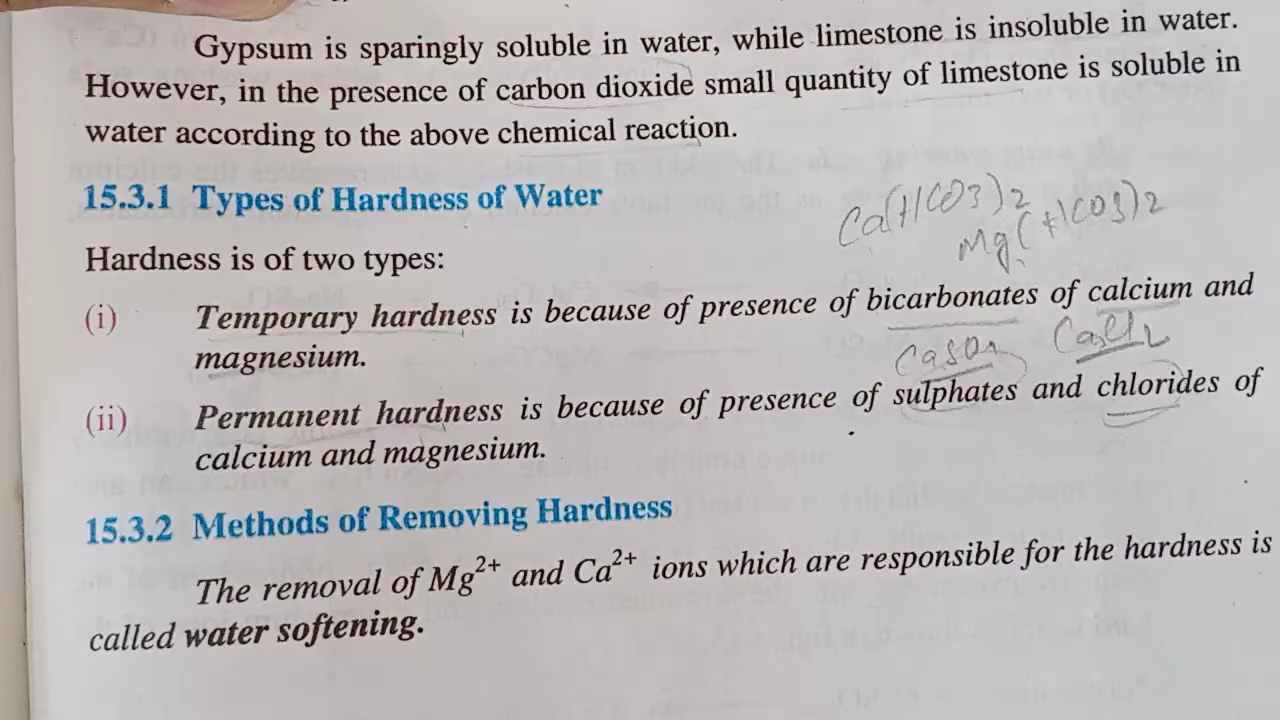 Gypsum is sparingly soluble in water, while limestone is insoluble in water.
However, in the presence of carbon dioxide small quantity of limestone is soluble in
water according to the above chemical reaction.
15.3.1 Types of Hardness of Water
Ca(HCO3)2
Mg(HCO3)2
Hardness is of two types:
(i) Temporary hardness is because of presence of bicarbonates of calcium and
magnesium.
CaSO4 CaCl2
(ii) Permanent hardness is because of presence of sulphates and chlorides of
calcium and magnesium.
15.3.2 Methods of Removing Hardness
The removal of Mg2+ and Ca2+ ions which are responsible for the hardness is
called water softening.